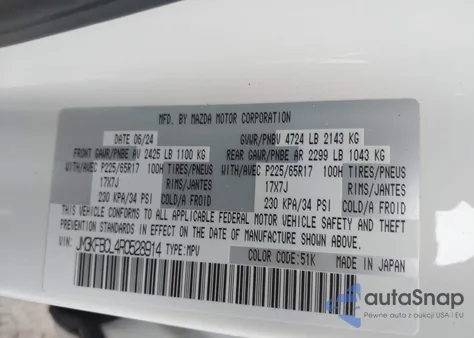 MFD. BY MAZDA MOTOR CORPORATION
DATE 06/24 GVWR/PNBV 4724 LB 2143 KG
FRONT GAWR/PNBE AV 2425 LB 1100 KG REAR GAWR/PNBE AR 2299 LB 1043 KG
WITH/AVEC P225/65R17 100H TIRES/PNEUS WITH/AVEC P225/65R17 100H TIRES/PNEUS
17X7J RIMS/JANTES 17X7J RIMS/JANTES
230 KPA/34 PSI COLD/A FROID 230 KPA/34 PSI COLD/A FROID
THIS VEHICLE CONFORMS TO ALL APPLICABLE FEDERAL MOTOR VEHICLE SAFETY, BUMPER, AND THEFT
PREVENTION STANDARDS IN EFFECT ON THE DATE OF MANUFACTURE SHOWN ABOVE.
JM3KFBCL4R0528914 TYPE:MPV COLOR CODE:51K MADE IN JAPAN
autoSnap
Auction vehicles from USA i EU